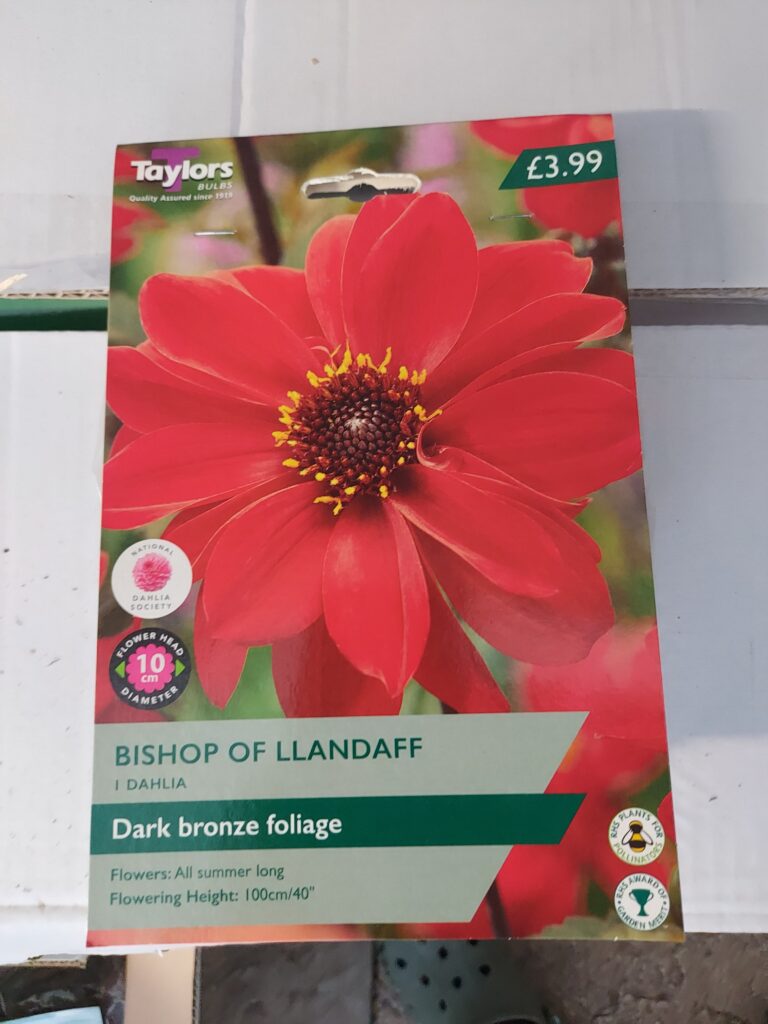 Taylors
BULBS
Quality Assured since 1919
£3.99
NATIONAL
DAHLIA
SOCIETY
FLOWER HEAD
10
cm
DIAMETER
BISHOP OF LLANDAFF
1 DAHLIA
Dark bronze foliage
Flowers: All summer long
Flowering Height: 100cm/40"
RHS PLANTS FOR
POLLINATORS
RHS AWARD OF
GARDEN MERIT